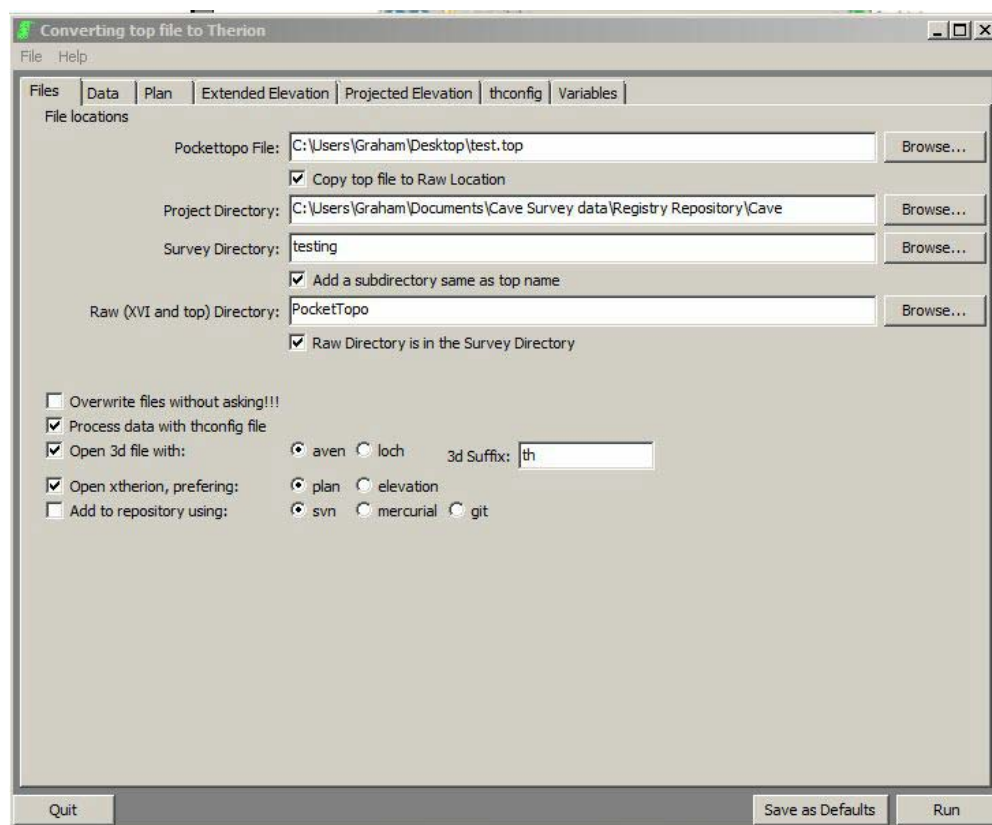 Converting top file to Therion
File Help
Files Data Plan Extended Elevation Projected Elevation thconfig Variables
File locations
Pockettopo File: C:\Users\Graham\Desktop\test.top Browse...
Copy top file to Raw Location
Project Directory: C:\Users\Graham\Documents\Cave Survey data\Registry Repository\Cave Browse...
Survey Directory: testing Browse...
Add a subdirectory same as top name
Raw (XVI and top) Directory: PocketTopo Browse...
Raw Directory is in the Survey Directory
Overwrite files without asking!!!
Process data with thconfig file
Open 3d file with: aven loch 3d Suffix: th
Open xtherion, prefering: plan elevation
Add to repository using: svn mercurial git
Quit Save as Defaults Run